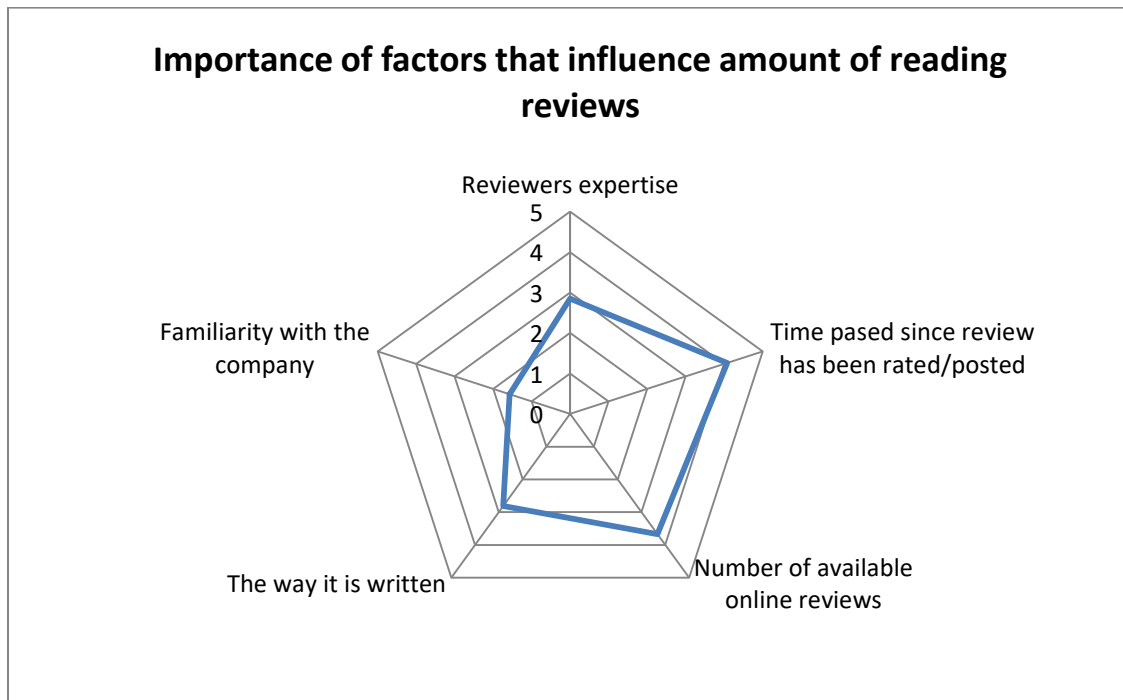 Importance of factors that influence amount of reading
reviews
Reviewers expertise
5
4
3
2
1
0
Time pased since review
has been rated/posted
Number of available
online reviews
The way it is written
Familiarity with the
company